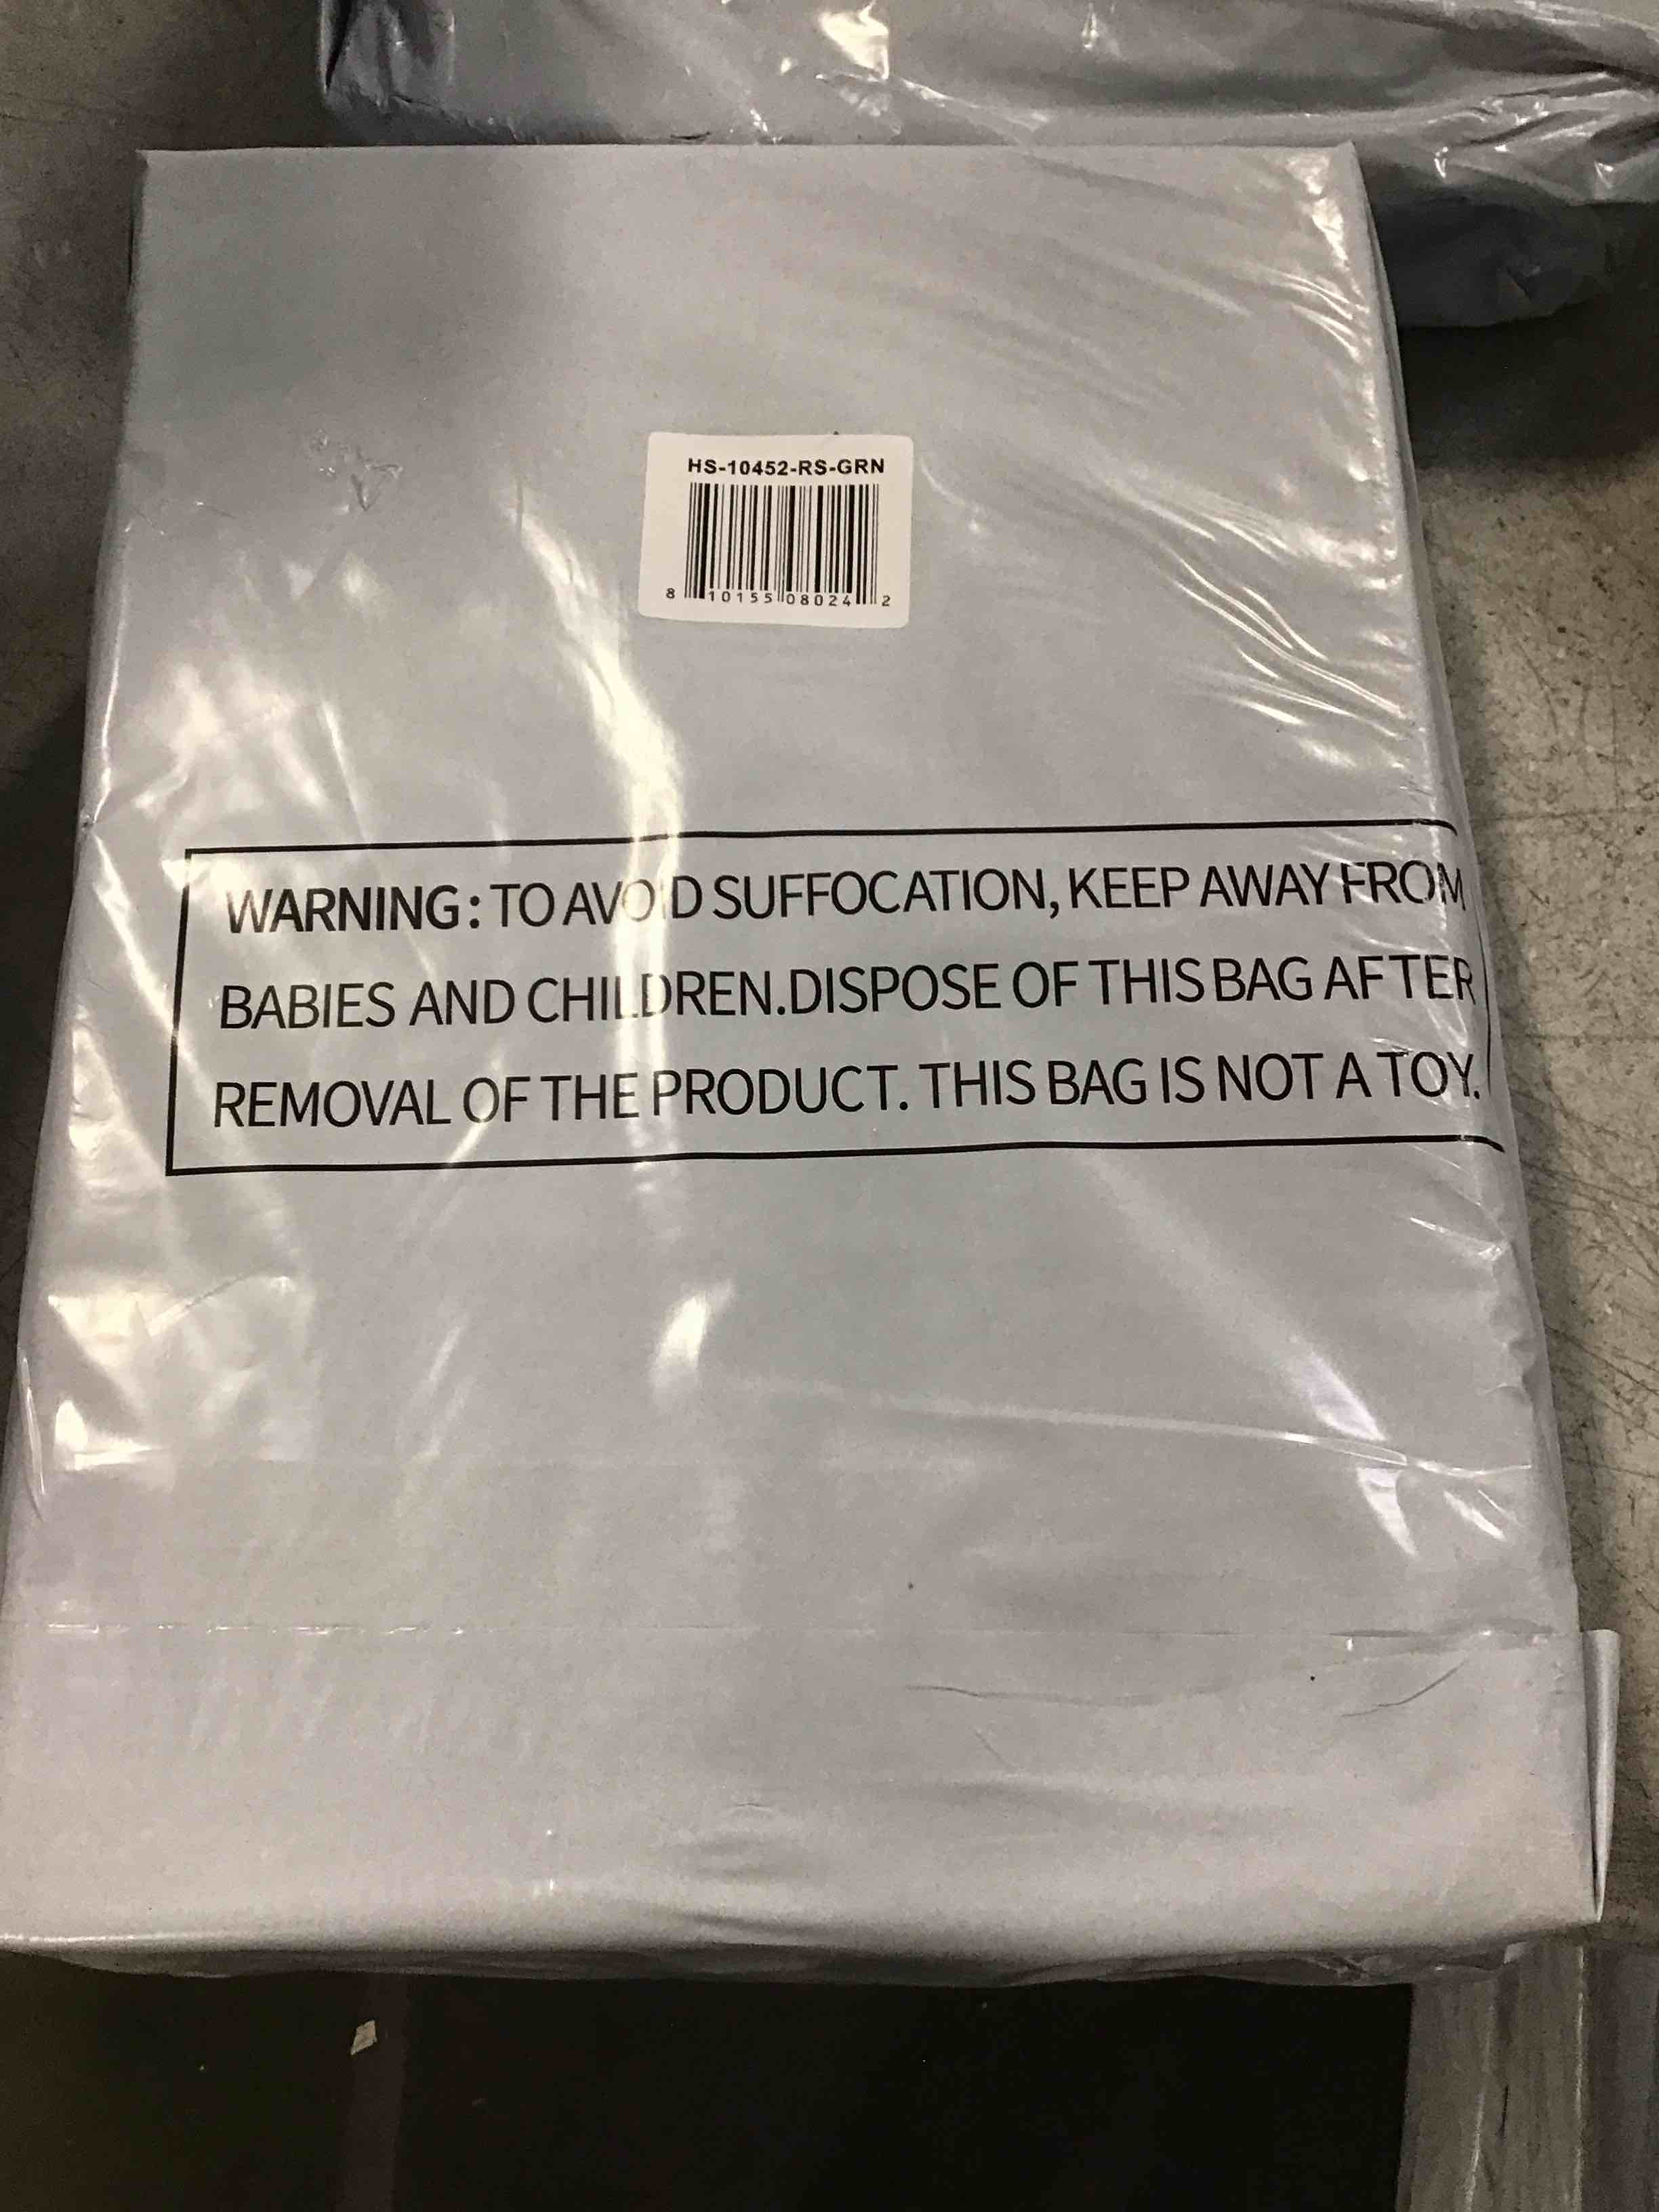 HS-10452-RS-GRN
8 10155 08024 2
WARNING: TO AVOID SUFFOCATION, KEEP AWAY FROM
BABIES AND CHILDREN.DISPOSE OF THIS BAG AFTER
REMOVAL OF THE PRODUCT. THIS BAG IS NOT A TOY.